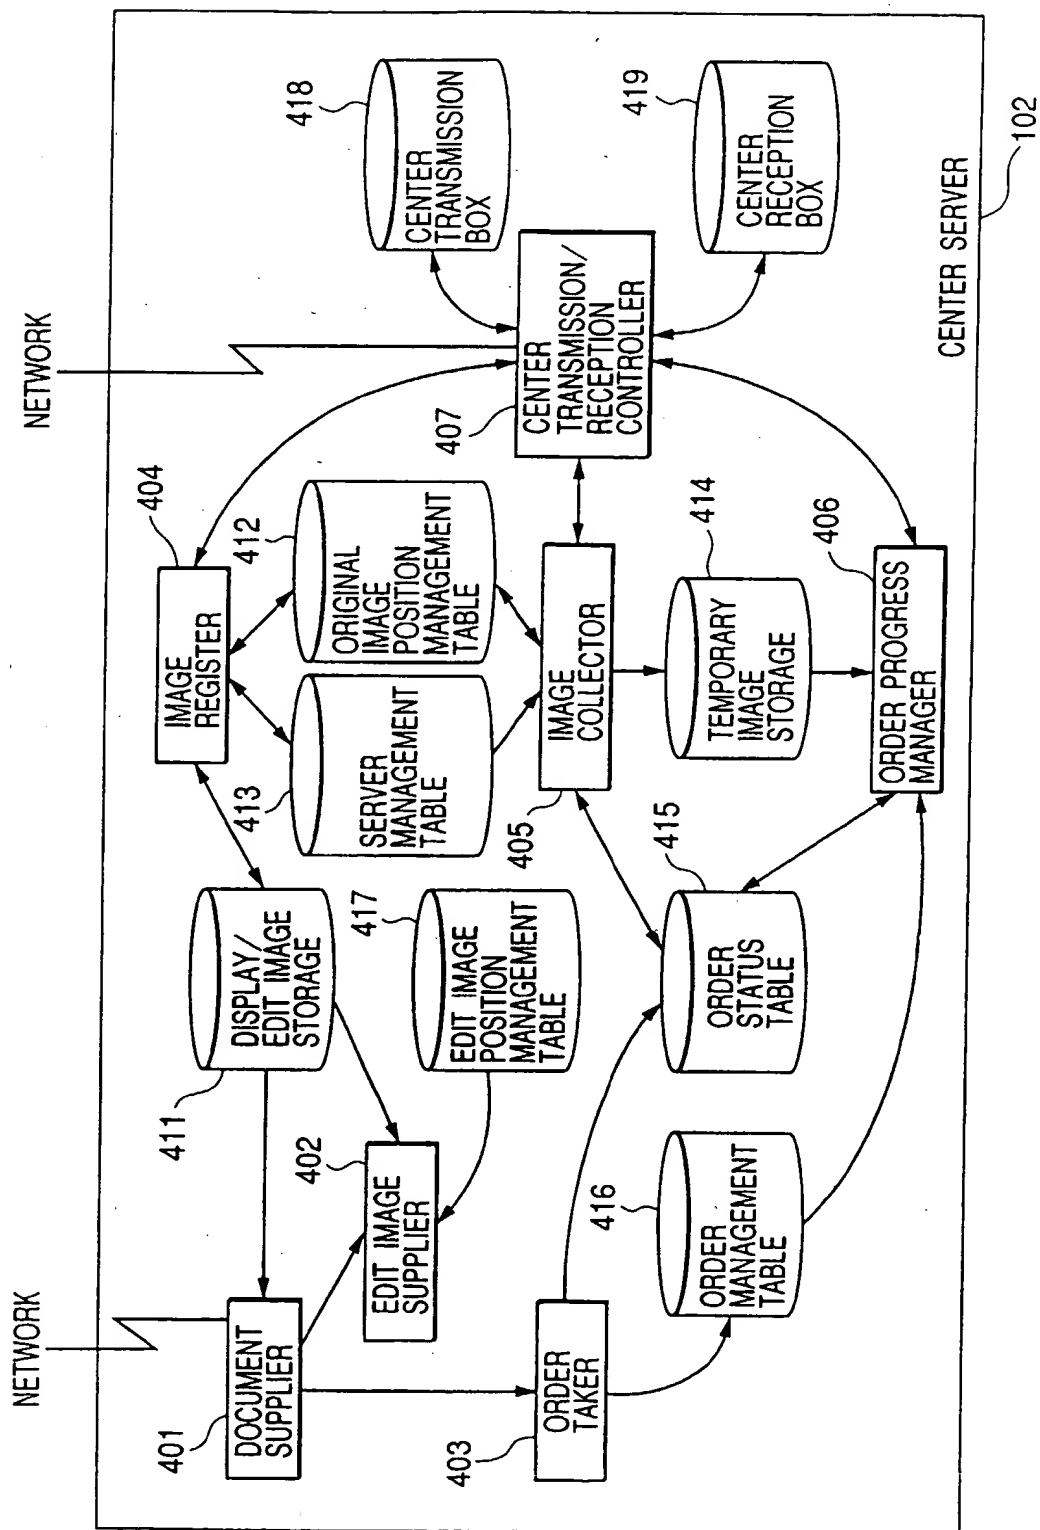 NETWORK
NETWORK
401
DOCUMENT
SUPPLIER
411
DISPLAY/
EDIT IMAGE
STORAGE
404
IMAGE
REGISTER
402
EDIT IMAGE
SUPPLIER
417
EDIT IMAGE
POSITION
MANAGEMENT
TABLE
413
SERVER
MANAGEMENT
TABLE
412
ORIGINAL
IMAGE
POSITION
MANAGEMENT
TABLE
407
CENTER
TRANSMISSION/
RECEPTION
CONTROLLER
418
CENTER
TRANSMISSION
BOX
419
CENTER
RECEPTION
BOX
403
ORDER
TAKER
405
IMAGE
COLLECTOR
416
ORDER
MANAGEMENT
TABLE
415
ORDER
STATUS
TABLE
414
TEMPORARY
IMAGE
STORAGE
406
ORDER PROGRESS
MANAGER
CENTER SERVER
102